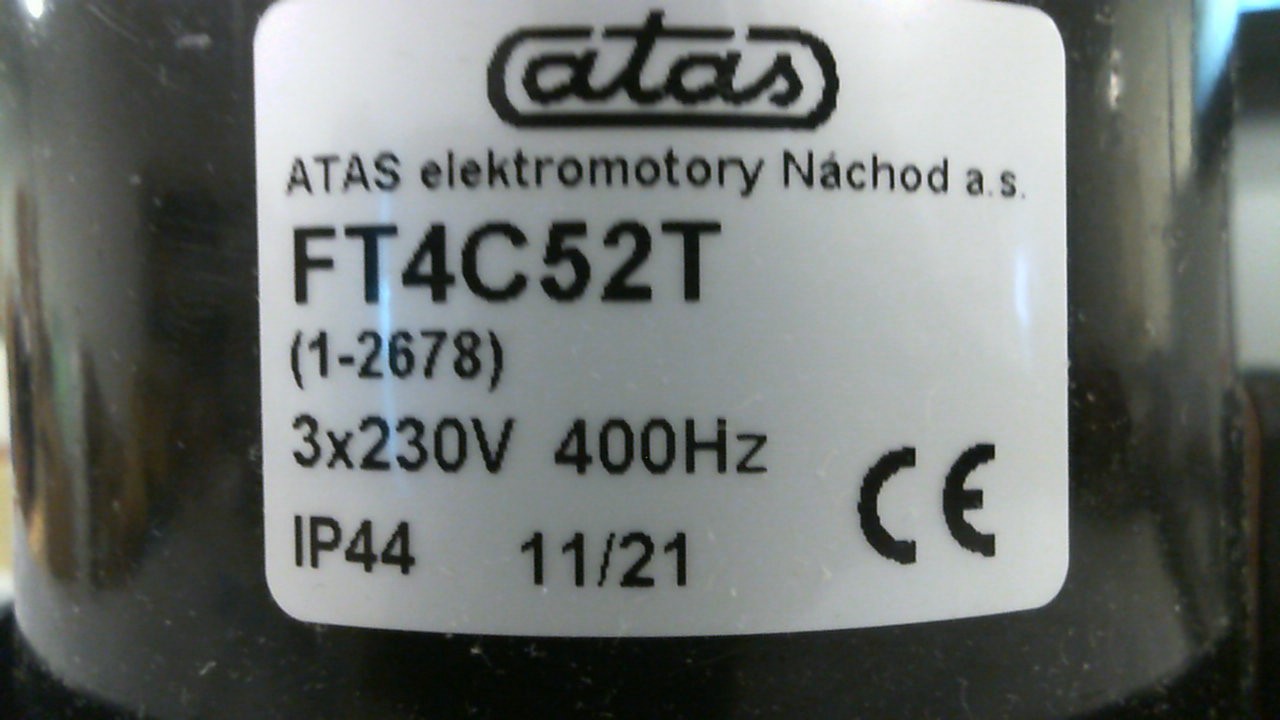 atas
ATAS elektromotory Náchod a.s.
FT4C52T
(1-2678)
3x230V 400Hz
IP44 11/21
CE